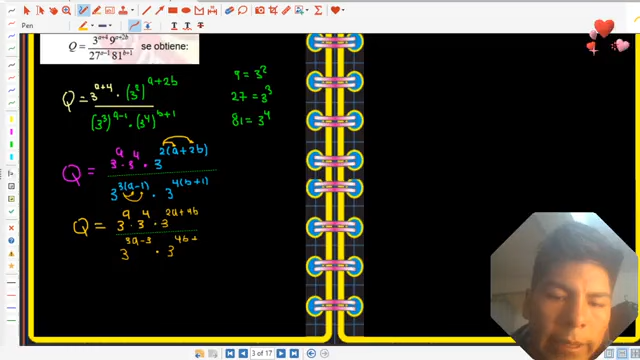 Pen
Q = 3^{a+4} 9^{a+2b} / 27^{a-1} 81^{b+1} se obtiene:
9 = 3^2
27 = 3^3
81 = 3^4
Q = 3^{a+4} · (3^2)^{a+2b} / (3^3)^{a-1} · (3^4)^{b+1}
Q = 3^a · 3^4 · 3^{2(a+2b)} / 3^{3(a-1)} · 3^{4(b+1)}
Q = 3^a · 3^4 · 3^{2a+4b} / 3^{3a-3} · 3^{4b+
3 of 17